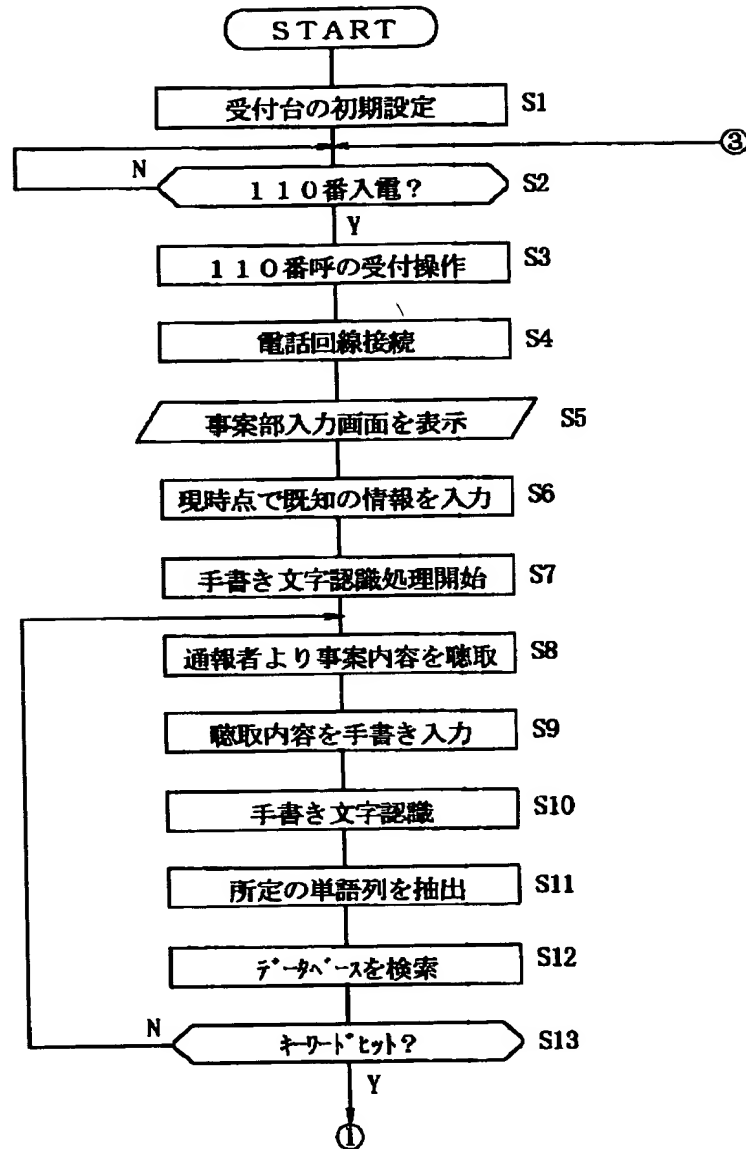 START
受付台の初期設定 S1
③
N
110番入電? S2
Y
110番呼の受付操作 S3
電話回線接続 S4
事案部入力画面を表示 S5
現時点で既知の情報を入力 S6
手書き文字認識処理開始 S7
通報者より事案内容を聴取 S8
聴取内容を手書き入力 S9
手書き文字認識 S10
所定の単語列を抽出 S11
データベースを検索 S12
N
キーワードヒット? S13
Y
①